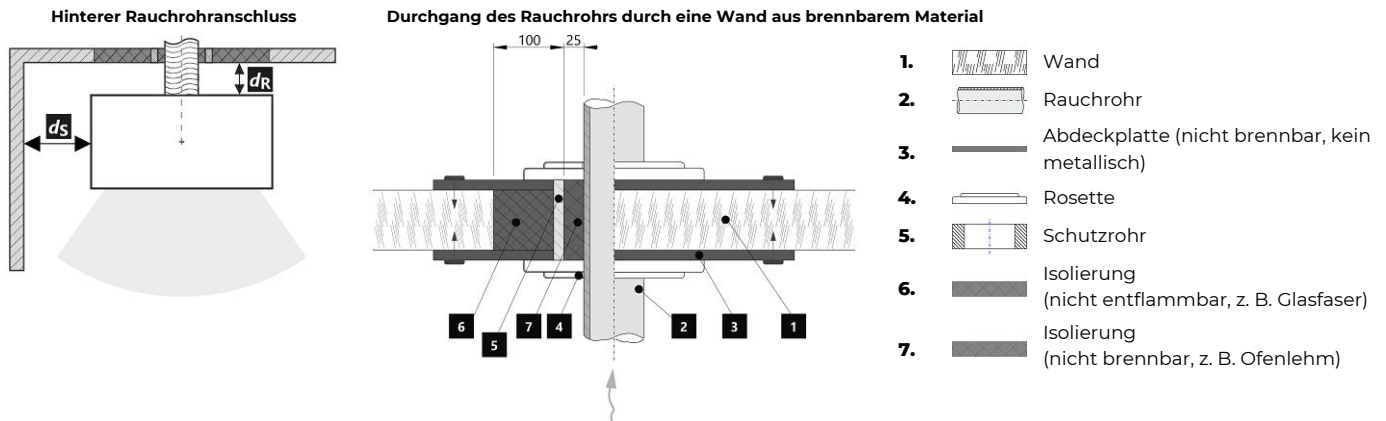 Hinterer Rauchrohranschluss
dR
dS
Durchgang des Rauchrohrs durch eine Wand aus brennbarem Material
100
25
6
5
7
4
2
3
1
1.
Wand
2.
Rauchrohr
3.
Abdeckplatte (nicht brennbar, kein
metallisch)
4.
Rosette
5.
Schutzrohr
6.
Isolierung
(nicht entflammbar, z. B. Glasfaser)
7.
Isolierung
(nicht brennbar, z. B. Ofenlehm)